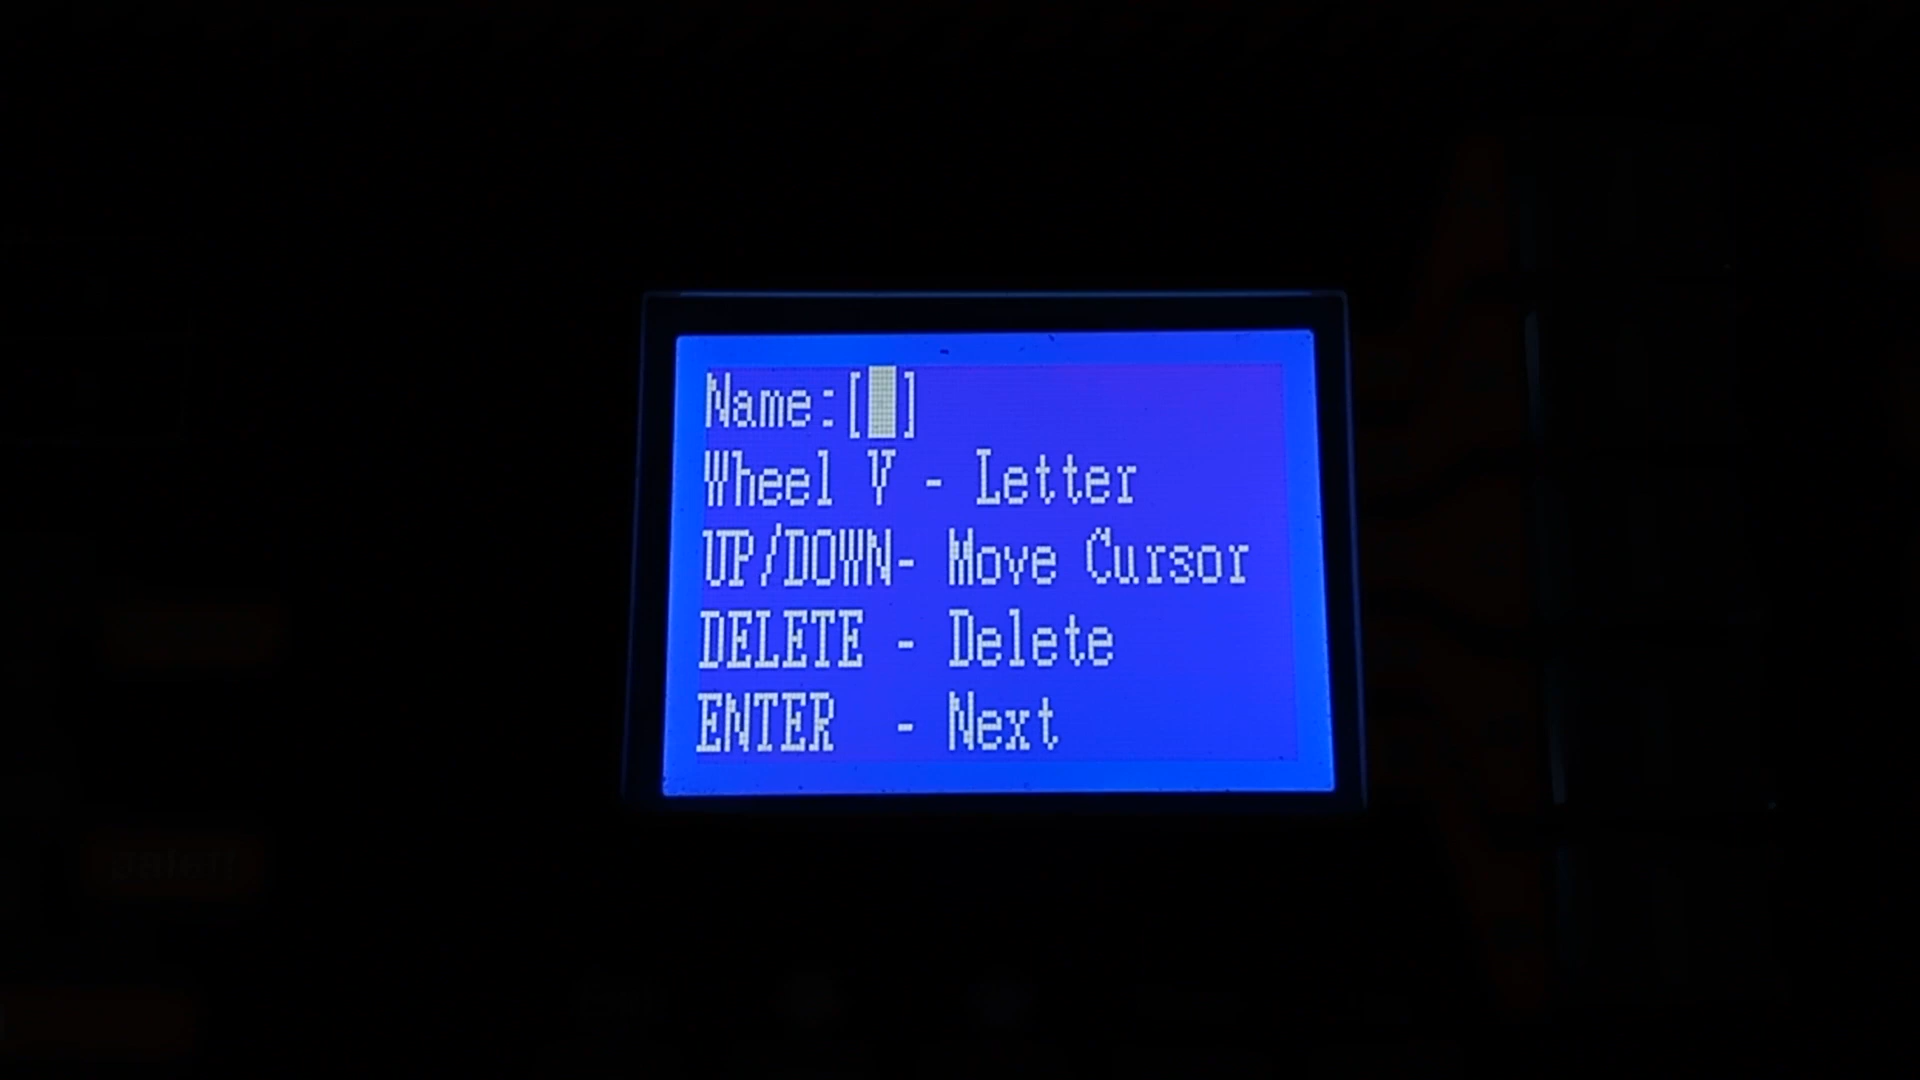 Name:[█]
Wheel V - Letter
UP/DOWN- Move Cursor
DELETE - Delete
ENTER  - Next